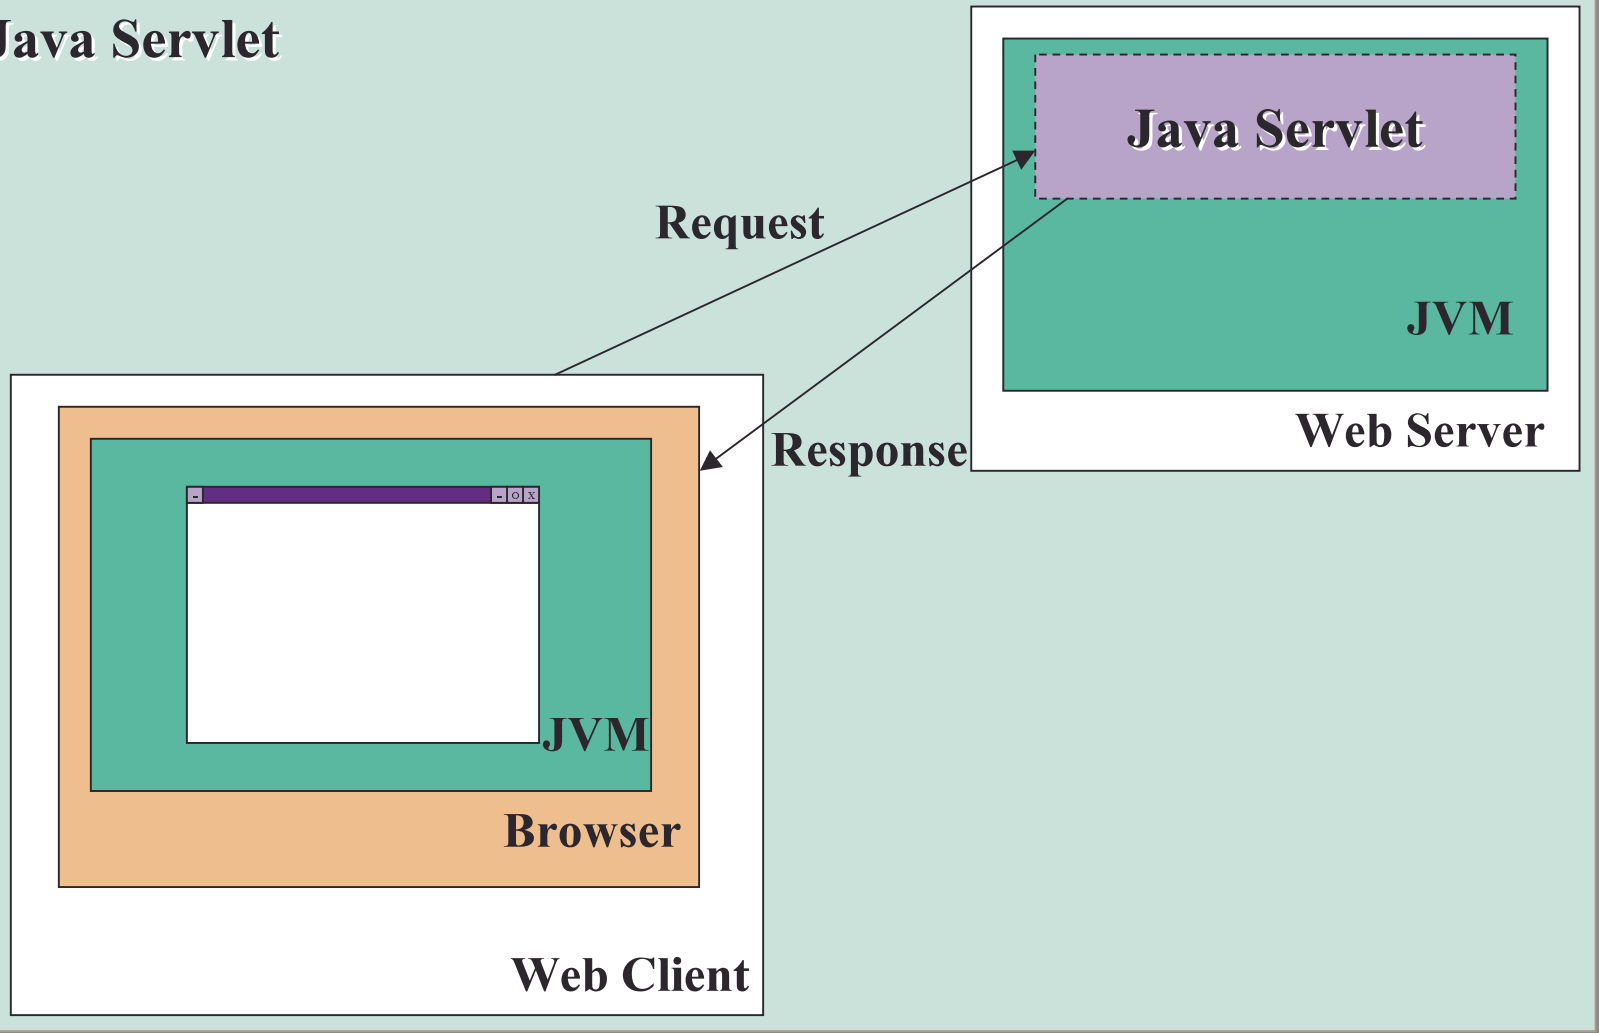 Java Servlet
Java Servlet
Request
JVM
Web Server
Response
- - O X
JVM
Browser
Web Client